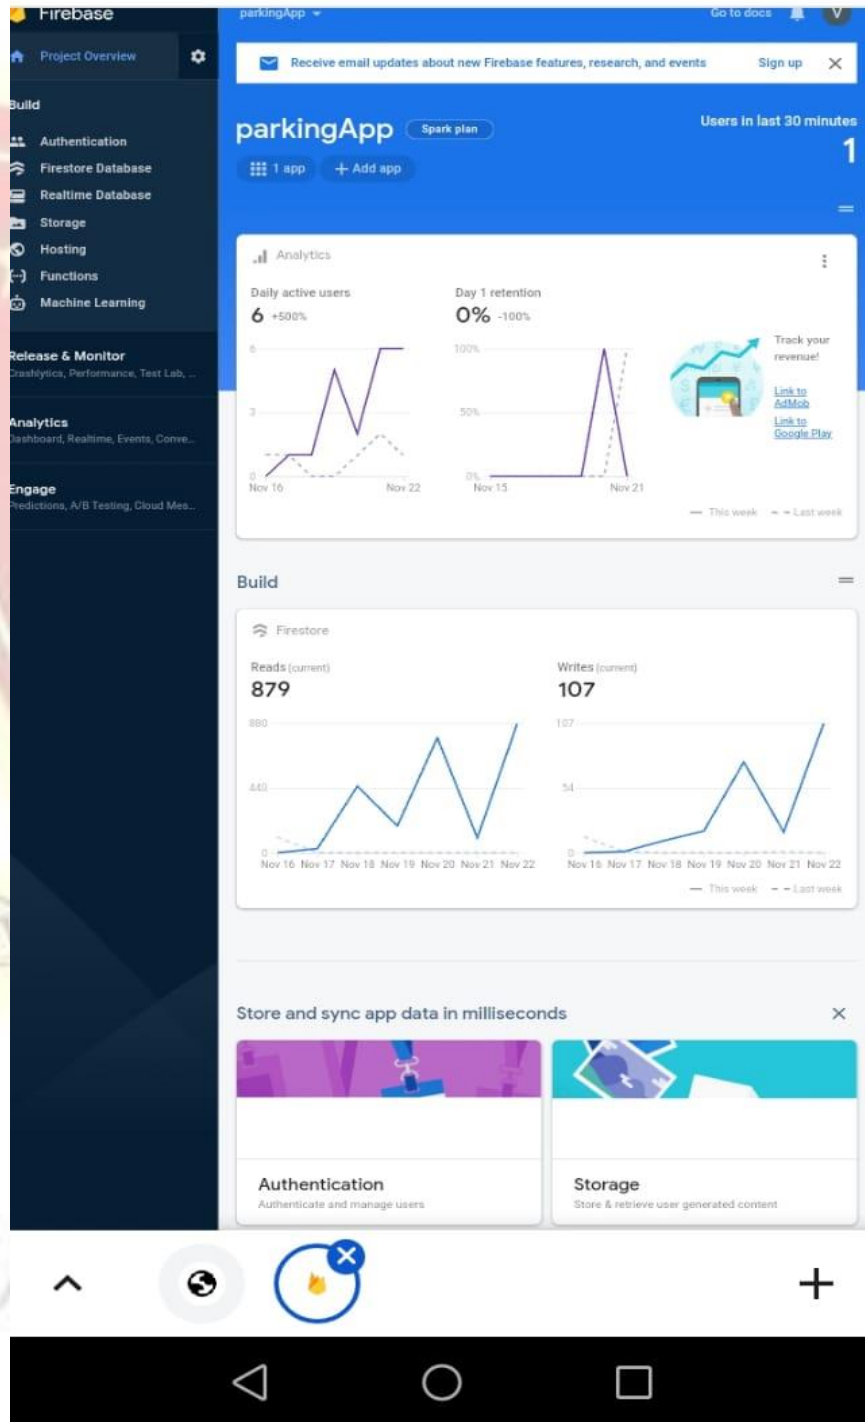 Firebase
parkingApp
Go to docs
V
Project Overview
Receive email updates about new Firebase features, research, and events
Sign up
Build
Authentication
Firestore Database
Realtime Database
Storage
Hosting
Functions
Machine Learning
Release & Monitor
Crashlytics, Performance, Test Lab, ...
Analytics
Dashboard, Realtime, Events, Conve...
Engage
Predictions, A/B Testing, Cloud Mes...
parkingApp
Spark plan
1 app
+ Add app
Users in last 30 minutes
1
Analytics
Daily active users
6 +500%
6
3
0
Nov 16
Nov 22
Day 1 retention
0% -100%
100%
50%
0%
Nov 15
Nov 21
Track your
revenue!
Link to
AdMob
Link to
Google Play
This week
Last week
Build
Firestore
Reads (current)
879
880
440
0
Nov 16 Nov 17 Nov 18 Nov 19 Nov 20 Nov 21 Nov 22
Writes (current)
107
107
54
0
Nov 16 Nov 17 Nov 18 Nov 19 Nov 20 Nov 21 Nov 22
This week
Last week
Store and sync app data in milliseconds
Authentication
Authenticate and manage users
Storage
Store & retrieve user generated content